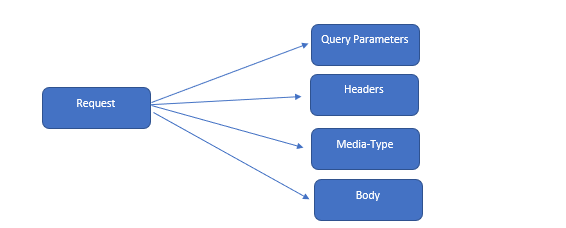 Query Parameters
Headers
Request
Media-Type
Body